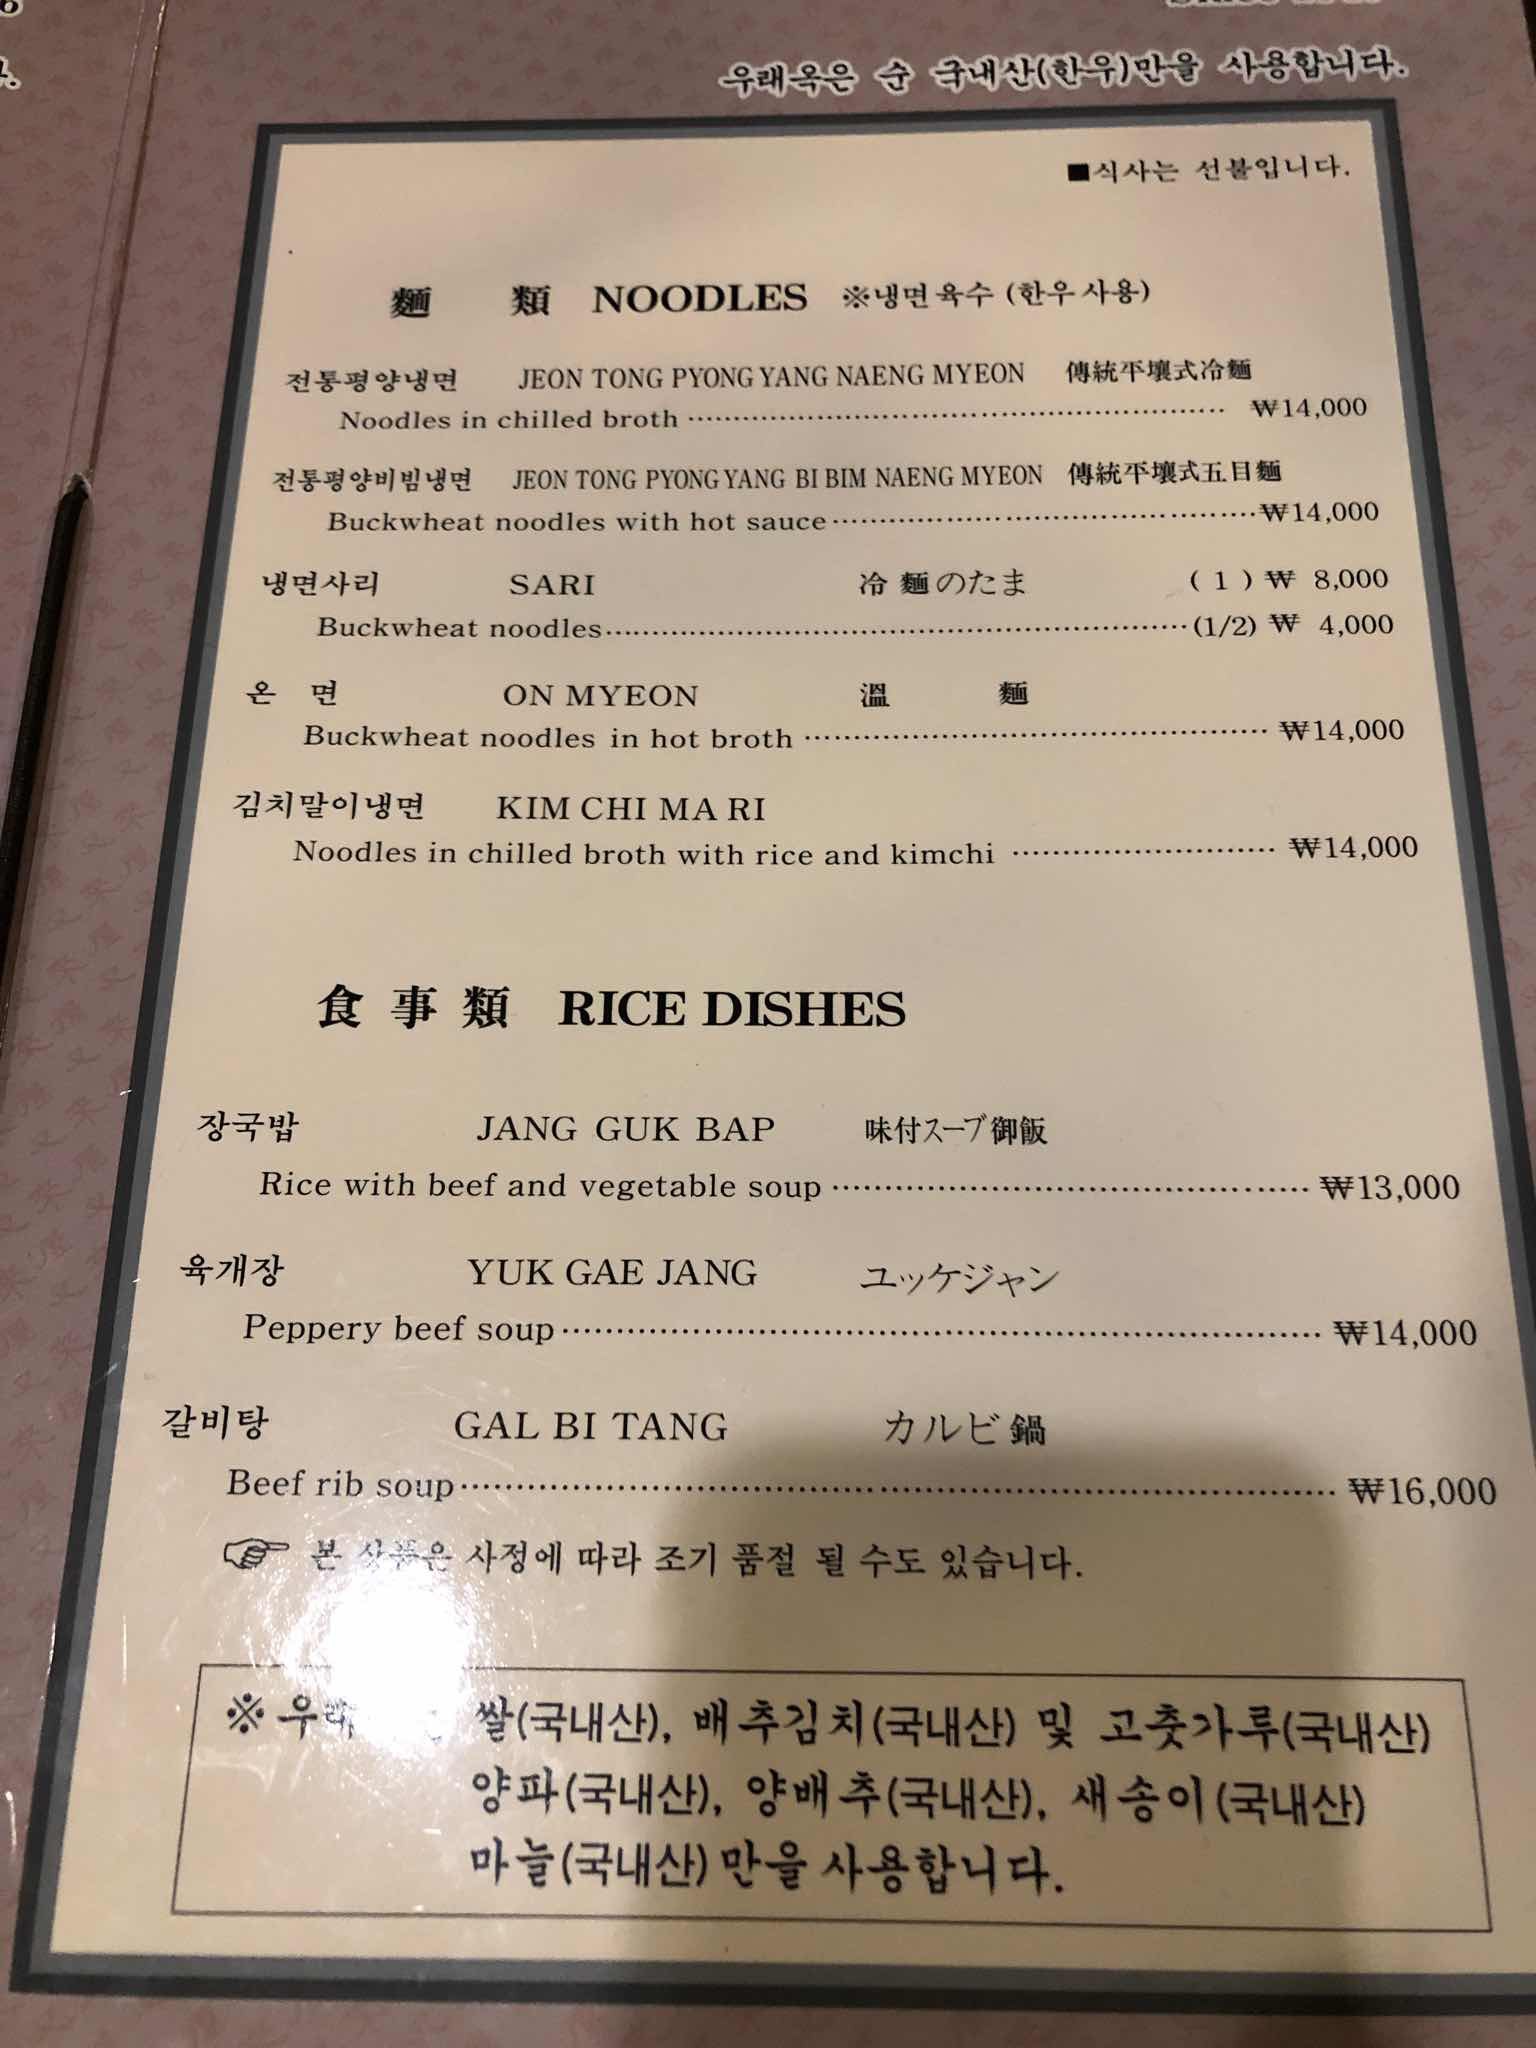 우래옥은 순 국내산(한우)만을 사용합니다.
■식사는 선불입니다.
麵 類 NOODLES ※냉면육수 (한우사용)
전통평양냉면 JEON TONG PYONG YANG NAENG MYEON 傳統平壤式冷麵
Noodles in chilled broth ₩14,000
전통평양비빔냉면 JEON TONG PYONG YANG BI BIM NAENG MYEON 傳統平壤式五目麵
Buckwheat noodles with hot sauce ₩14,000
냉면사리 SARI 冷麵のたま ( 1 ) ₩ 8,000
Buckwheat noodles (1/2) ₩ 4,000
온 면 ON MYEON 溫 麵
Buckwheat noodles in hot broth ₩14,000
김치말이냉면 KIM CHI MA RI
Noodles in chilled broth with rice and kimchi ₩14,000
食事類 RICE DISHES
장국밥 JANG GUK BAP 味付スープ御飯
Rice with beef and vegetable soup ₩13,000
육개장 YUK GAE JANG ユッケジャン
Peppery beef soup ₩14,000
갈비탕 GAL BI TANG カルビ鍋
Beef rib soup ₩16,000
☞ 본 상품은 사정에 따라 조기 품절 될 수도 있습니다.
※ 쌀(국내산), 배추김치(국내산) 및 고춧가루(국내산)
양파(국내산), 양배추(국내산), 새송이(국내산)
마늘(국내산)만을 사용합니다.